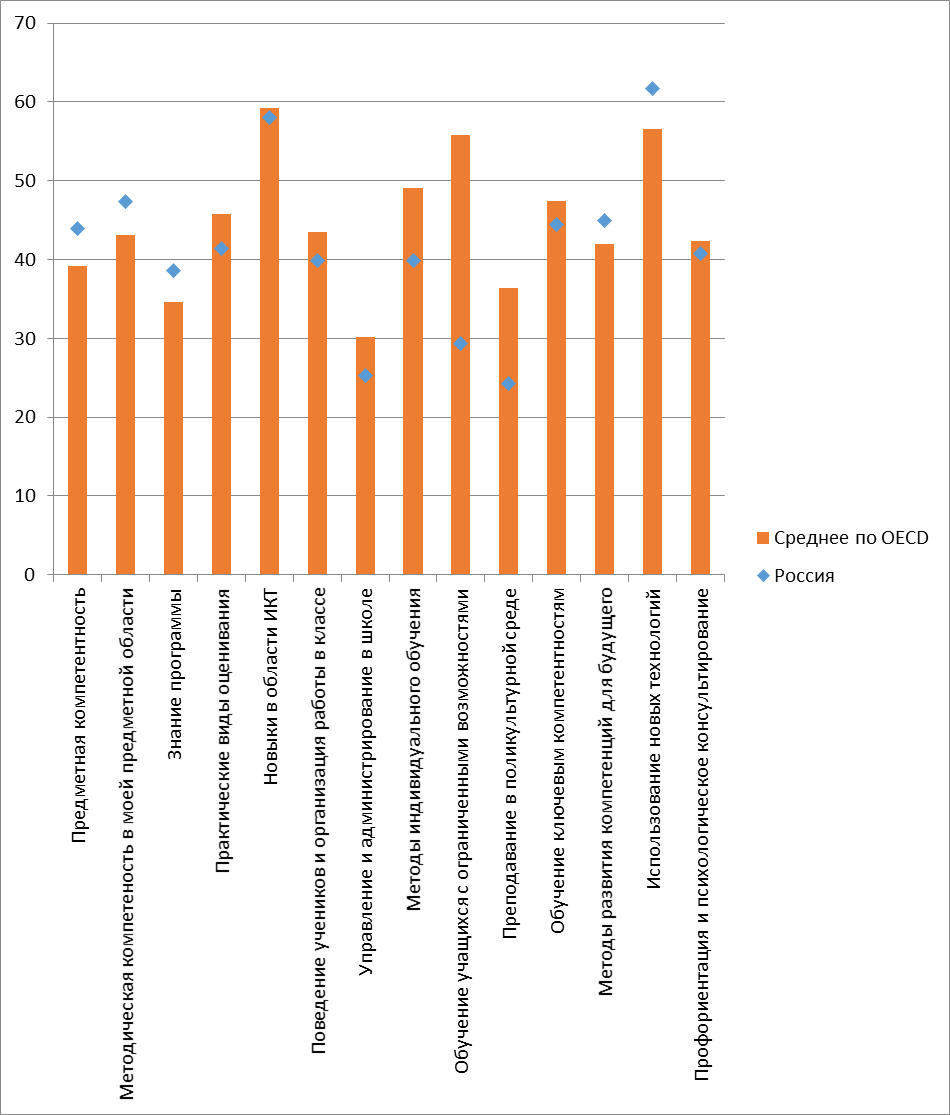 70
60
50
40
30
20
10
0
Предметная компетентность
Методическая компетеность в моей предметной области
Знание программы
Практические виды оценивания
Новыки в области ИКТ
Поведение учеников и организация работы в классе
Управление и администрирование в школе
Методы индивидуального обучения
Обучение учащихся с ограниченными возможностями
Преподавание в поликультурной среде
Обучение ключевым компетентностям
Методы развития компетенций для будущего
Использование новых технологий
Профориентация и психологическое консультирование
Среднее по OECD
Россия